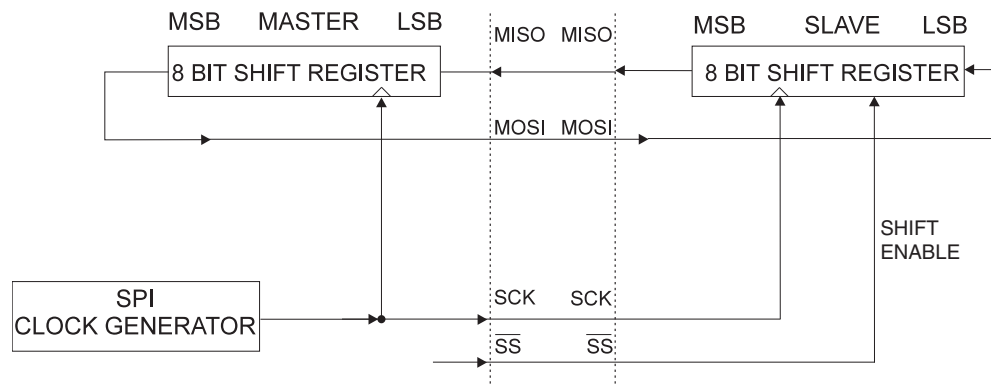 MSB MASTER LSB
MISO MISO
MSB SLAVE LSB
8 BIT SHIFT REGISTER
8 BIT SHIFT REGISTER
MOSI MOSI
SHIFT
ENABLE
SPI
CLOCK GENERATOR
SCK SCK
SS SS